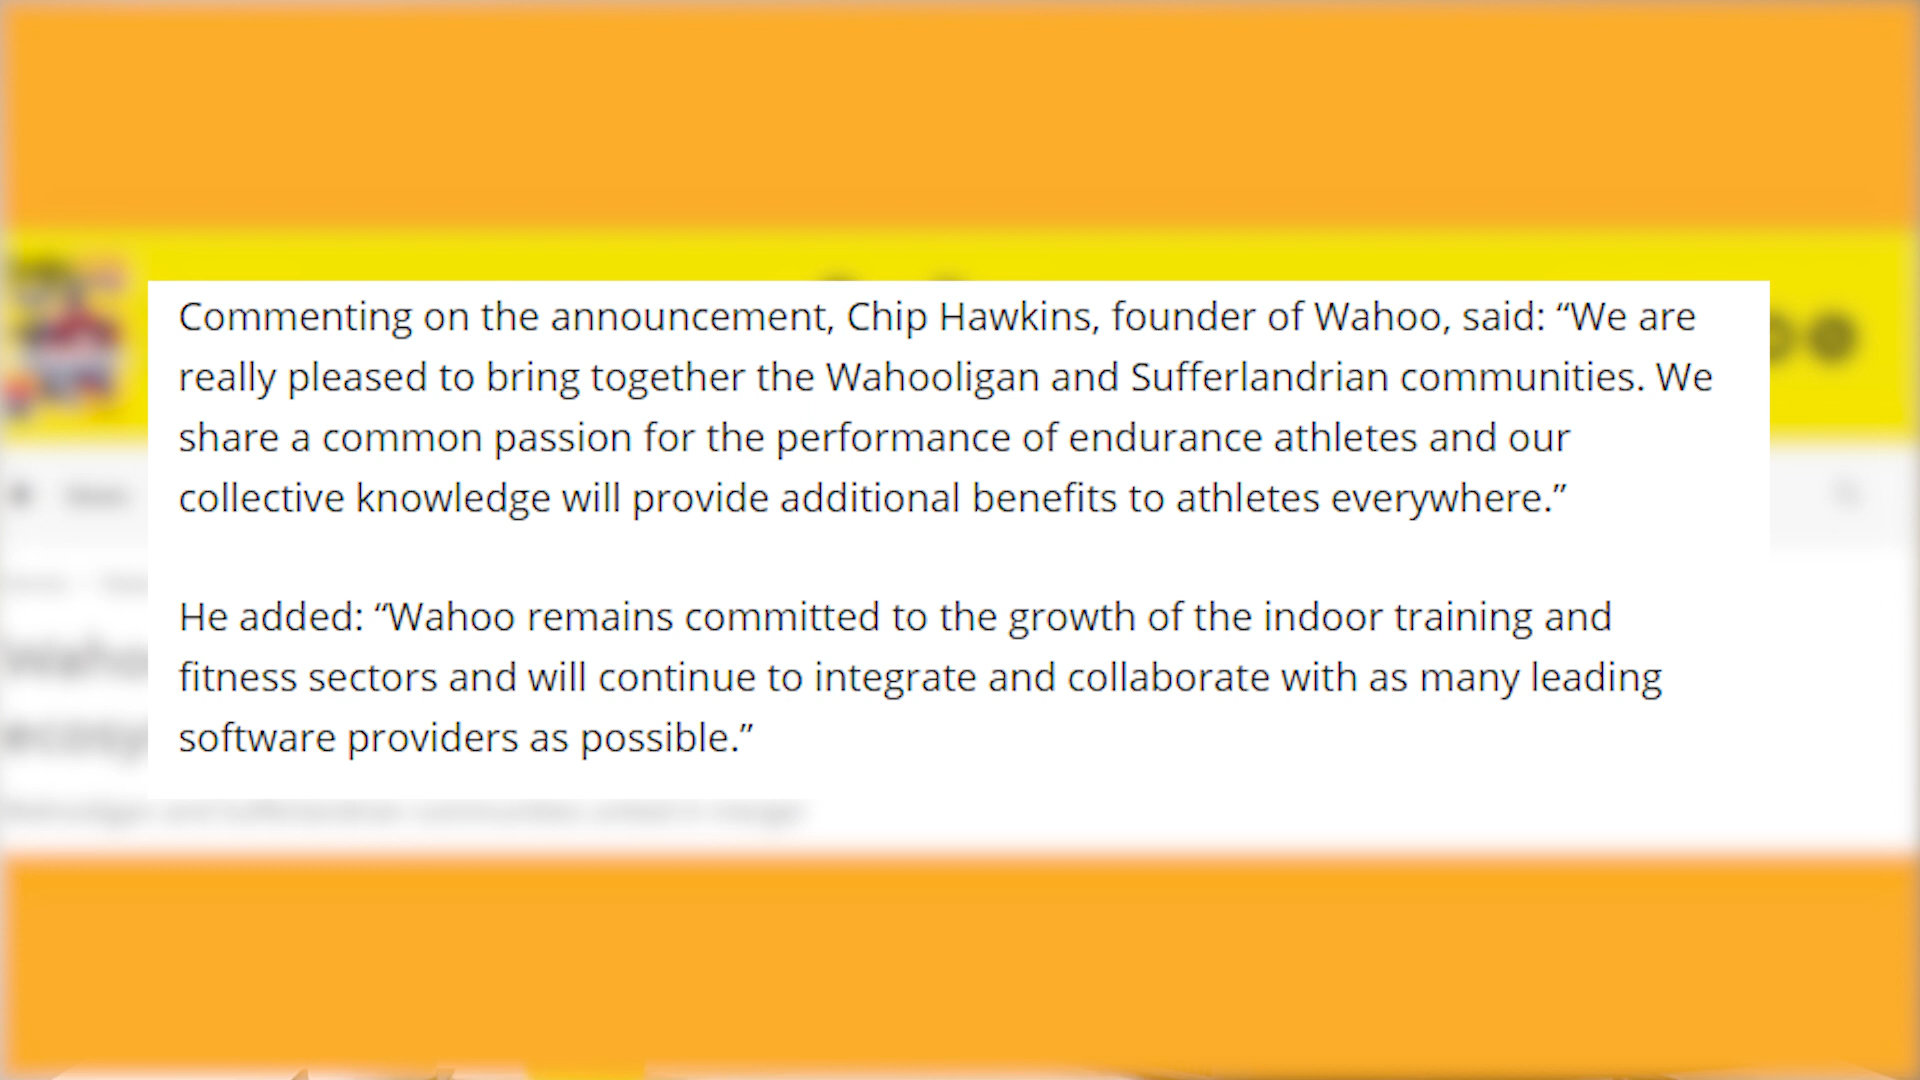 Commenting on the announcement, Chip Hawkins, founder of Wahoo, said: “We are
really pleased to bring together the Wahooligan and Sufferlandrian communities. We
share a common passion for the performance of endurance athletes and our
collective knowledge will provide additional benefits to athletes everywhere.”
He added: “Wahoo remains committed to the growth of the indoor training and
fitness sectors and will continue to integrate and collaborate with as many leading
software providers as possible.”